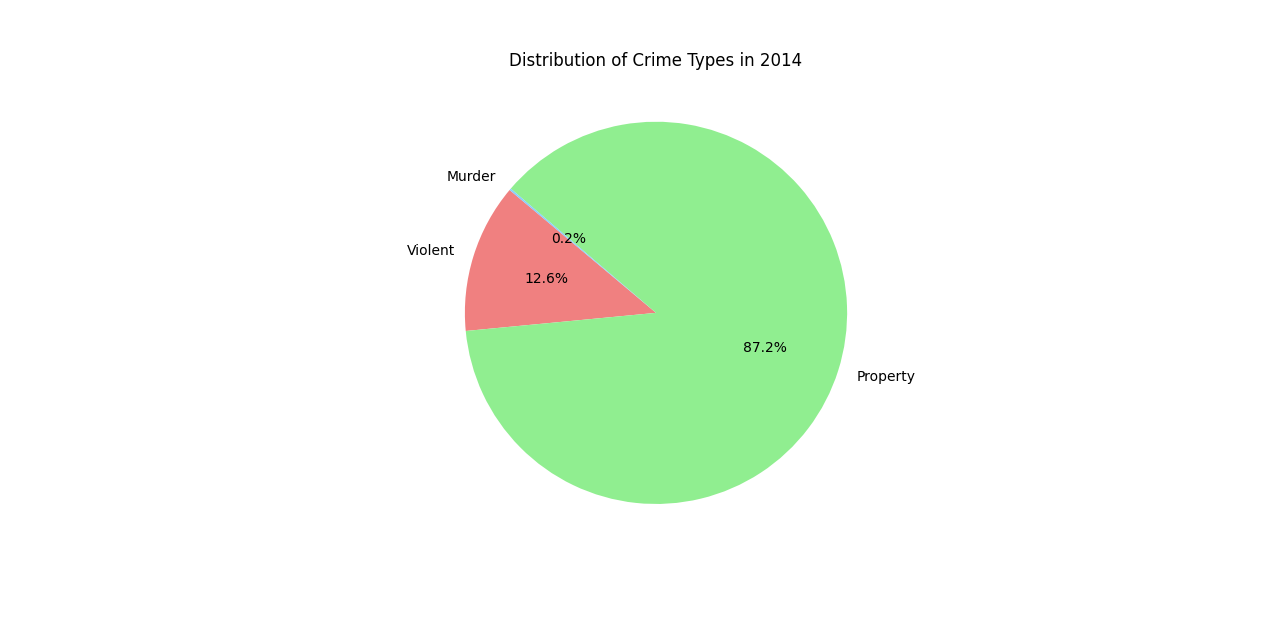 Distribution of Crime Types in 2014
Murder
0.2%
Violent
12.6%
87.2%
Property